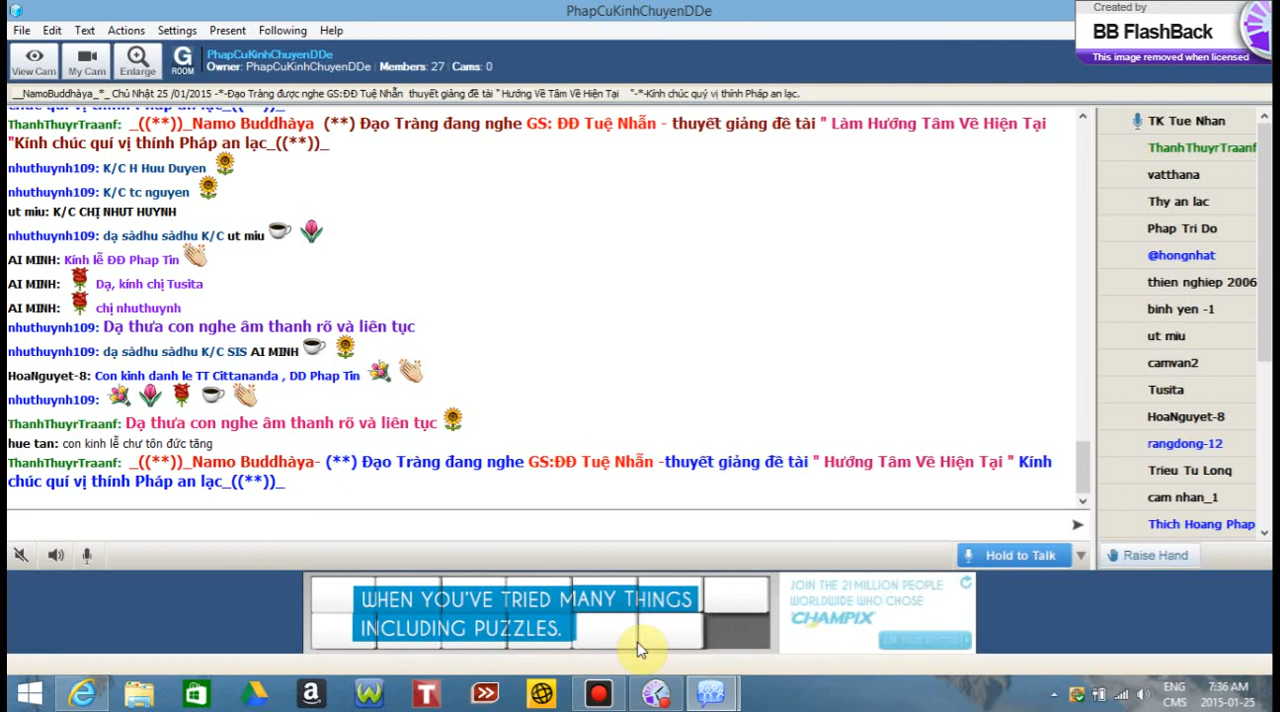 PhapCuKinhChuyenDDe
Created by
BB FlashBack
This image removed when licensed
File Edit Text Actions Settings Present Following Help
View Cam My Cam Enlarge G ROOM
PhapCuKinhChuyenDDe
Owner: PhapCuKinhChuyenDDe | Members: 27 | Cams: 0
__NamoBuddhàya_*_ Chủ Nhật 25 /01/2015 -*-Đạo Tràng được nghe GS:ĐĐ Tuệ Nhẫn thuyết giảng đề tài " Hướng Về Tâm Về Hiện Tại "-*-Kính chúc quý vị thính Pháp an lạc.
chúc quí vị thính Pháp an lạc_((**))_
ThanhThuyrTraanf: _((**))_Namo Buddhàya (**) Đạo Tràng đang nghe GS: ĐĐ Tuệ Nhẫn - thuyết giảng đề tài " Làm Hướng Tâm Về Hiện Tại
"Kính chúc quí vị thính Pháp an lạc_((**))_
nhuthuynh109: K/C H Huu Duyen
nhuthuynh109: K/C tc nguyen
ut miu: K/C CHỊ NHUT HUỲNH
nhuthuynh109: dạ sàdhu sàdhu K/C ut miu
AI MINH: Kính lễ ĐĐ Phap Tin
AI MINH: Dạ, kính chị Tusita
AI MINH: chị nhuthuynh
nhuthuynh109: Dạ thưa con nghe âm thanh rõ và liên tục
nhuthuynh109: dạ sàdhu sàdhu K/C SIS AI MINH
HoaNguyet-8: Con kinh danh le TT Cittananda , DD Phap Tin
nhuthuynh109:
ThanhThuyrTraanf: Dạ thưa con nghe âm thanh rõ và liên tục
hue tan: con kinh lễ chư tôn đức tăng
ThanhThuyrTraanf: _((**))_Namo Buddhàya- (**) Đạo Tràng đang nghe GS:ĐĐ Tuệ Nhẫn -thuyết giảng đề tài " Hướng Tâm Về Hiện Tại " Kính
chúc quí vị thính Pháp an lạc_((**))_
TK Tue Nhan
ThanhThuyrTraanf
vatthana
Thy an lac
Phap Tri Do
@hongnhat
thien nghiep 2006
binh yen -1
ut miu
camvan2
Tusita
HoaNguyet-8
rangdong-12
Trieu Tu Long
cam nhan_1
Thich Hoang Phap
Hold to Talk
Raise Hand
WHEN YOU'VE TRIED MANY THINGS
INCLUDING PUZZLES.
JOIN THE 21 MILLION PEOPLE
WORLDWIDE WHO CHOSE
CHAMPIX
ENG 7:36 AM
CMS 2015-01-25